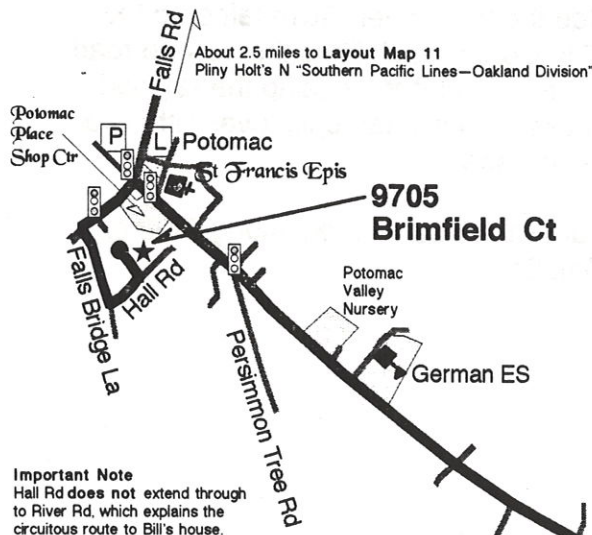 Falls Rd
About 2.5 miles to Layout Map 11
Pliny Holt's N "Southern Pacific Lines—Oakland Division"
Potomac
Place
Shop Ctr
P
L
Potomac
St Francis Epis
9705
Brimfield Ct
Falls Bridge La
Hall Rd
Persimmon Tree Rd
Potomac
Valley
Nursery
German ES
Important Note
Hall Rd does not extend through
to River Rd, which explains the
circuitous route to Bill's house.